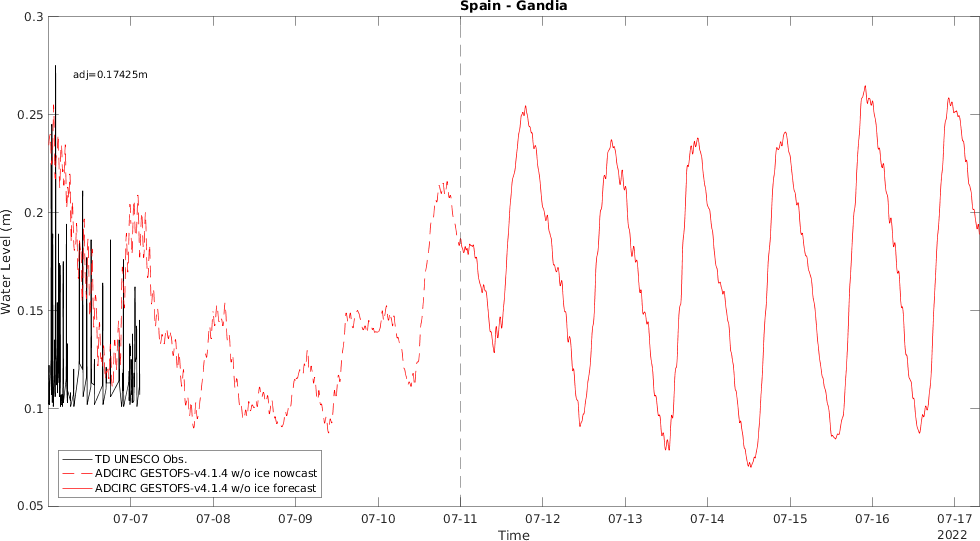 Spain - Gandia
adj=0.17425m
0.3
0.25
0.2
0.15
0.1
0.05
Water Level (m)
TD UNESCO Obs.
ADCIRC GESTOFS-v4.1.4 w/o ice nowcast
ADCIRC GESTOFS-v4.1.4 w/o ice forecast
07-07 07-08 07-09 07-10 07-11 07-12 07-13 07-14 07-15 07-16 07-17
2022
Time